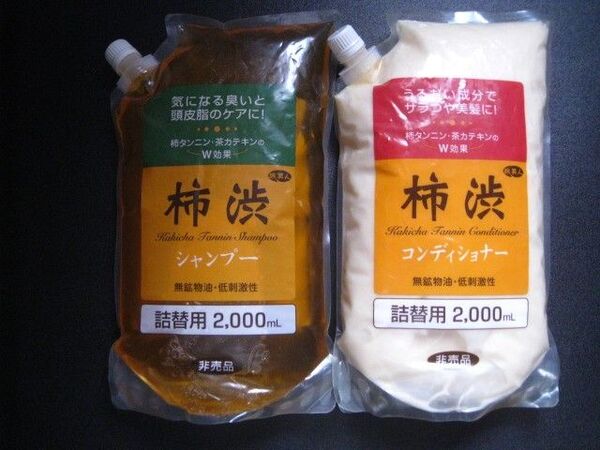 気になる臭いと
頭皮脂のケアに!
柿タンニン・茶カテキンの
W効果
柿渋
Kakicha Tannin Shampoo
シャンプー
無鉱物油・低刺激性
詰替用 2,000mL
非売品
うるおい成分で
サラつや美髪に!
柿タンニン・茶カテキンの
W効果
柿渋
Kakicha Tannin Conditioner
コンディショナー
無鉱物油・低刺激性
詰替用 2,000mL
非売品